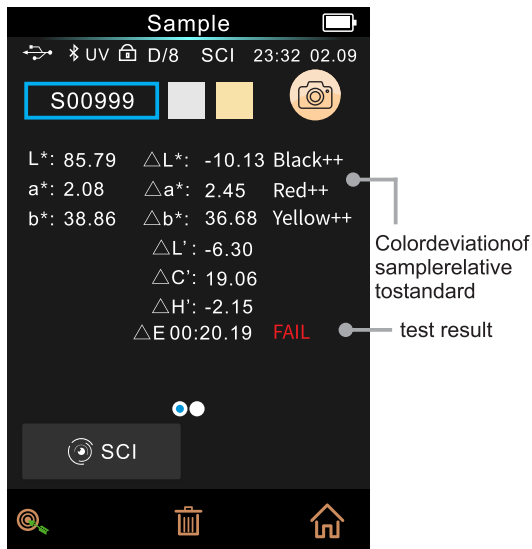 Sample
UV D/8 SCI 23:32 02.09
S00999
L*: 85.79 △L*: -10.13 Black++
a*: 2.08 △a*: 2.45 Red++
b*: 38.86 △b*: 36.68 Yellow++
△L': -6.30
△C': 19.06
△H': -2.15
△E 00:20.19 FAIL
SCI
Colordeviationof
samplerelative
tostandard
test result